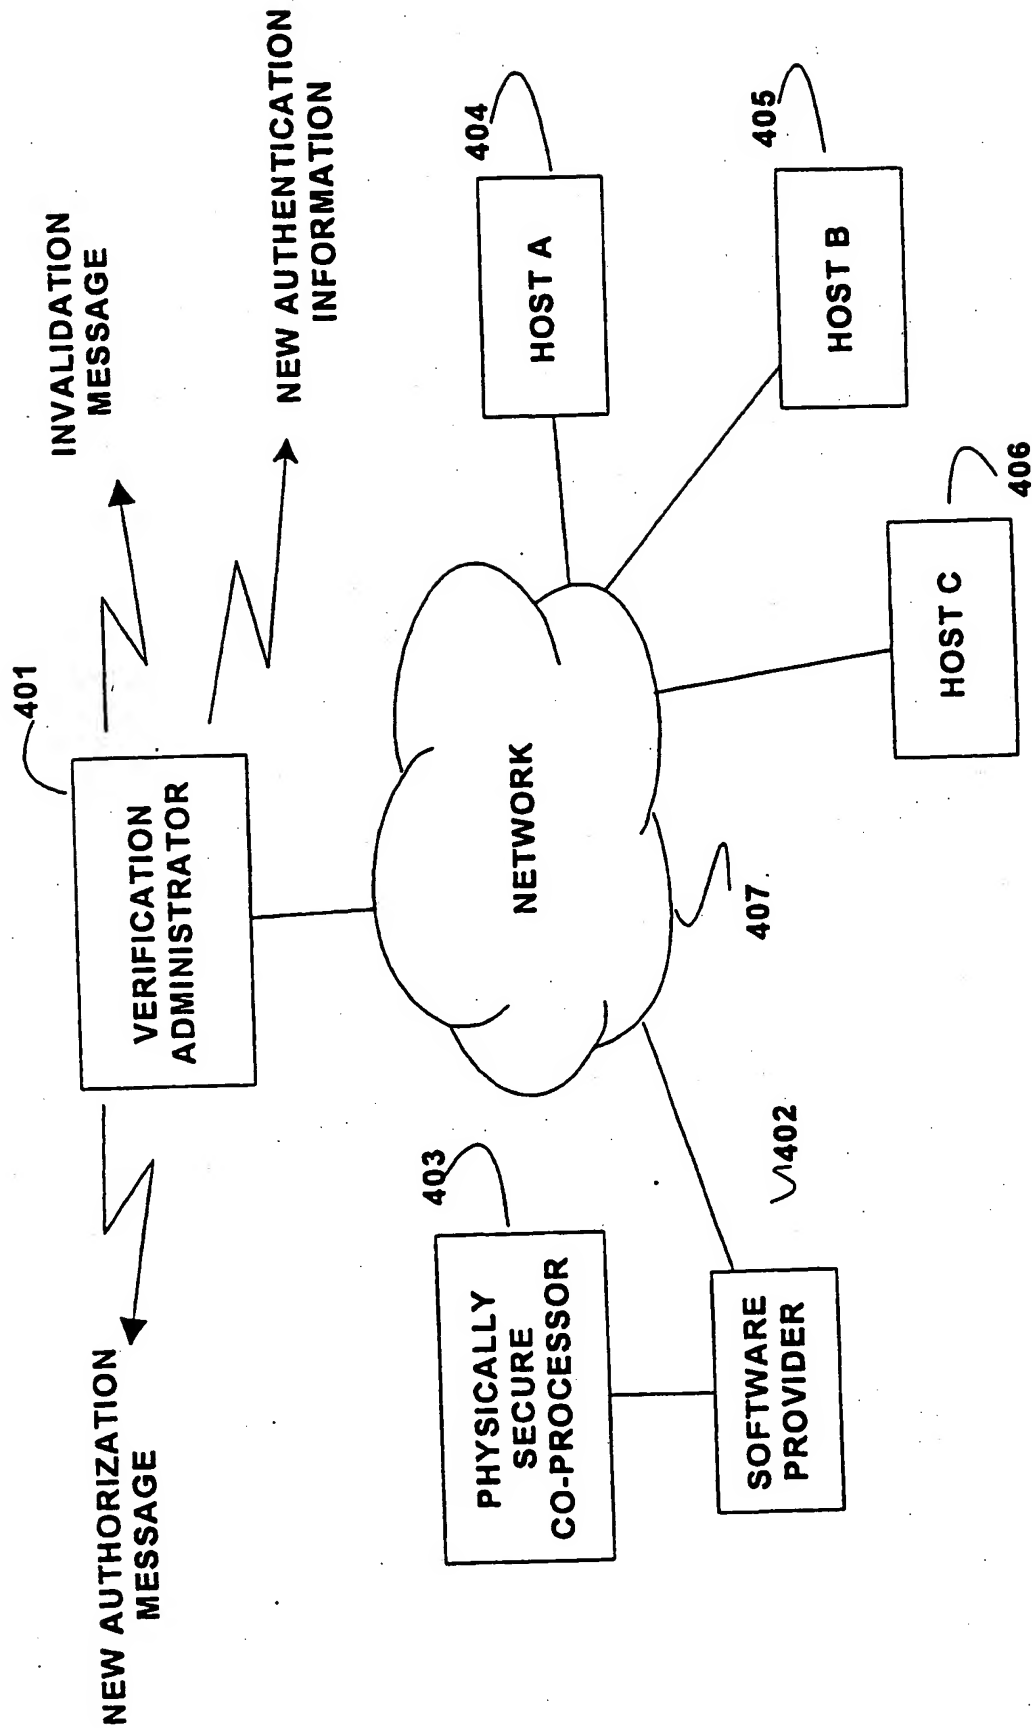 NEW AUTHORIZATION
MESSAGE
401
INVALIDATION
MESSAGE
NEW AUTHENTICATION
INFORMATION
VERIFICATION
ADMINISTRATOR
403
PHYSICALLY
SECURE
CO-PROCESSOR
NETWORK
404
HOST A
SOFTWARE
PROVIDER
402
407
HOST B
405
HOST C
406